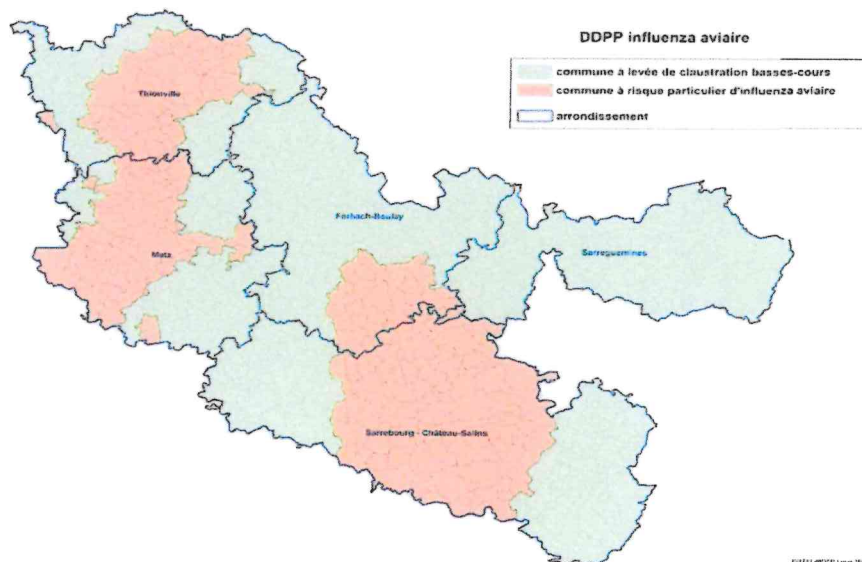 DDPP influenza aviaire
commune à levée de claustration basses-cours
commune à risque particulier d'influenza aviaire
arrondissement
Thionville
Forbach-Boulay
Metz
Sarreguemines
Sarrebourg - Château-Salins